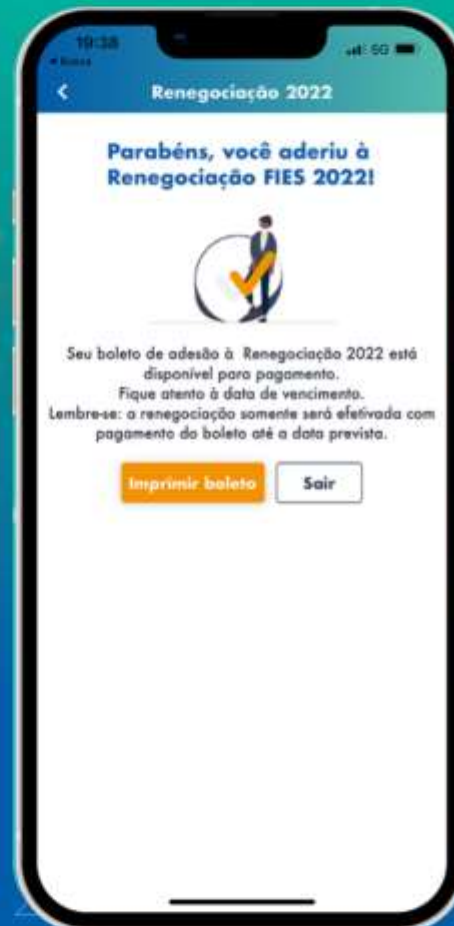 19:38
5G
Renegociação 2022
Parabéns, você aderiu à
Renegociação FIES 2022!
Seu boleto de adesão à Renegociação 2022 está
disponível para pagamento.
Fique atento à data de vencimento.
Lembre-se: a renegociação somente será efetivada com
pagamento do boleto até a data prevista.
Imprimir boleto
Sair